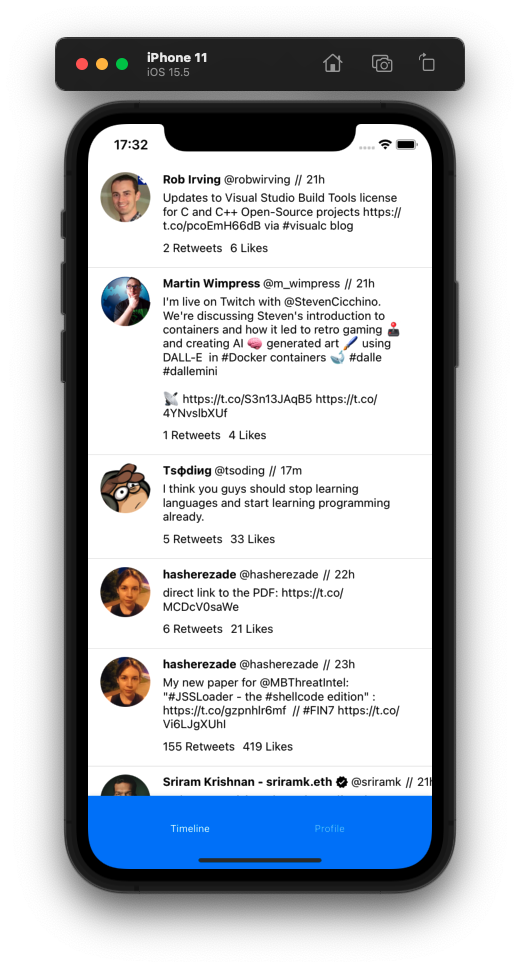 iPhone 11
iOS 15.5
17:32
Rob Irving @robwirving // 21h
Updates to Visual Studio Build Tools license
for C and C++ Open-Source projects https://
t.co/pcoEmH66dB via #visualc blog
2 Retweets 6 Likes
Martin Wimpress @m_wimpress // 21h
I'm live on Twitch with @StevenCicchino.
We're discussing Steven's introduction to
containers and how it led to retro gaming 🕹️
and creating AI 🧠 generated art 🖌️ using
DALL-E in #Docker containers 🐋 #dalle
#dallemini
📡 https://t.co/S3n13JAqB5 https://t.co/
4YNvslbXUf
1 Retweets 4 Likes
Tsфdiиg @tsoding // 17m
I think you guys should stop learning
languages and start learning programming
already.
5 Retweets 33 Likes
hasherezade @hasherezade // 22h
direct link to the PDF: https://t.co/
MCDcV0saWe
6 Retweets 21 Likes
hasherezade @hasherezade // 23h
My new paper for @MBThreatIntel:
"#JSSLoader - the #shellcode edition" :
https://t.co/gzpnhlr6mf // #FIN7 https://t.co/
Vi6LJgXUhI
155 Retweets 419 Likes
Sriram Krishnan - sriramk.eth @sriramk // 21h
Timeline Profile